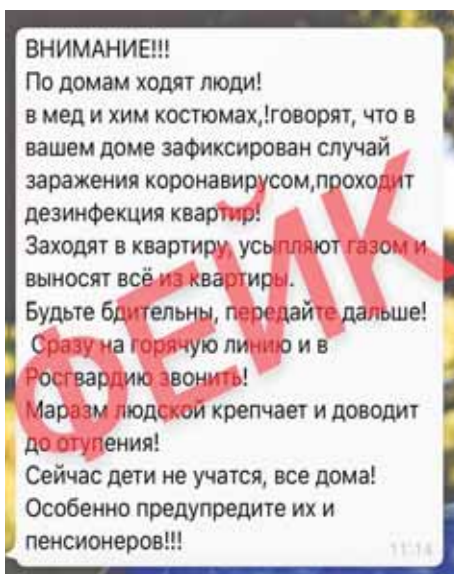 ВНИМАНИЕ!!!
По домам ходят люди!
в мед и хим костюмах,!говорят, что в
вашем доме зафиксирован случай
заражения коронавирусом,проходит
дезинфекция квартир!
Заходят в квартиру, усыпляют газом и
выносят всё из квартиры.
Будьте бдительны, передайте дальше!
Сразу на горячую линию и в
Росгвардию звонить!
Маразм людской крепчает и доводит
до отупения!
Сейчас дети не учатся, все дома!
Особенно предупредите их и
пенсионеров!!!
11:14
ФЕЙК